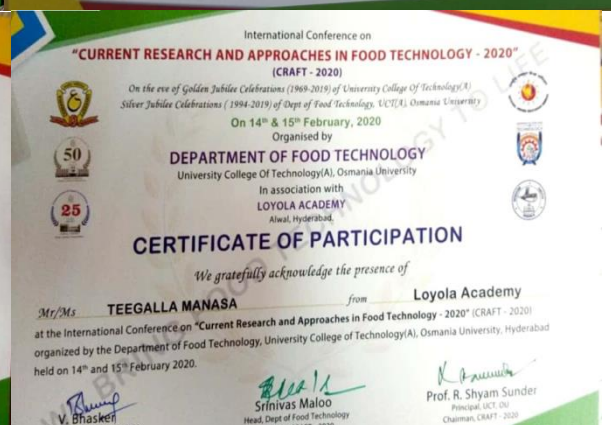 International Conference on
"CURRENT RESEARCH AND APPROACHES IN FOOD TECHNOLOGY - 2020"
(CRAFT - 2020)
On the eve of Golden Jubilee Celebrations (1969-2019) of University College Of Technology(A)
Silver Jubilee Celebrations ( 1994-2019) of Dept of Food Technology, UCT(A), Osmania University
On 14th & 15th February, 2020
Organised by
DEPARTMENT OF FOOD TECHNOLOGY
University College Of Technology(A), Osmania University
In association with
LOYOLA ACADEMY
Alwal, Hyderabad.
50
25
CERTIFICATE OF PARTICIPATION
We gratefully acknowledge the presence of
Mr/Ms TEEGALLA MANASA from Loyola Academy
at the International Conference on "Current Research and Approaches in Food Technology - 2020" (CRAFT - 2020)
organized by the Department of Food Technology, University College of Technology(A), Osmania University, Hyderabad
held on 14th and 15th February 2020.
V. Bhasker
Srinivas Maloo
Head, Dept of Food Technology
Prof. R. Shyam Sunder
Principal, UCT, OU
Chairman, CRAFT - 2020
BRING FOOD TECHNOLOGY TO LIFE